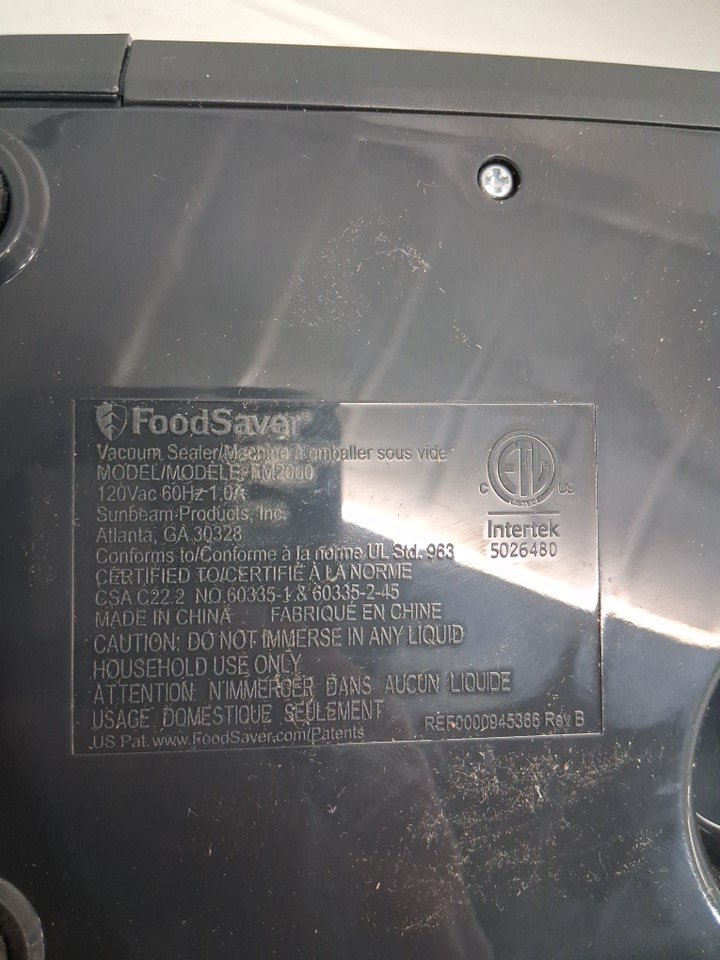 FoodSaver®
Vacuum Sealer/Machine à emballer sous vide
MODEL/MODÈLE: FM2000
120Vac 60Hz 1.0A
Sunbeam Products, Inc.
Atlanta, GA 30328
Conforms to/Conforme à la norme UL Std. 963
CERTIFIED TO/CERTIFIÉ À LA NORME
CSA C22.2 NO. 60335-1 & 60335-2-45
MADE IN CHINA FABRIQUÉ EN CHINE
CAUTION: DO NOT IMMERSE IN ANY LIQUID
HOUSEHOLD USE ONLY
ATTENTION: N'IMMERGER DANS AUCUN LIQUIDE
USAGE DOMESTIQUE SEULEMENT
US Pat. www.FoodSaver.com/Patents
ETL
LISTED
C US
Intertek
5026480
REF0000945366 Rev B